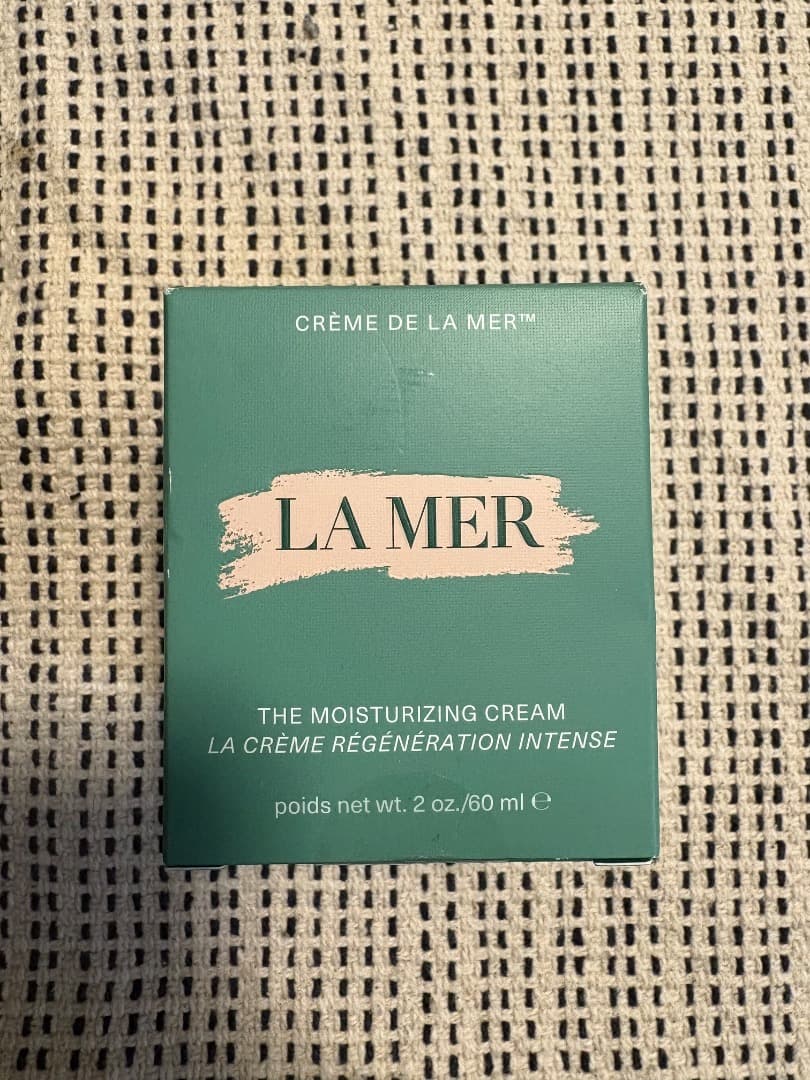 CRÈME DE LA MER™
LA MER
THE MOISTURIZING CREAM
LA CRÈME RÉGÉNÉRATION INTENSE
poids net wt. 2 oz./60 ml ℮